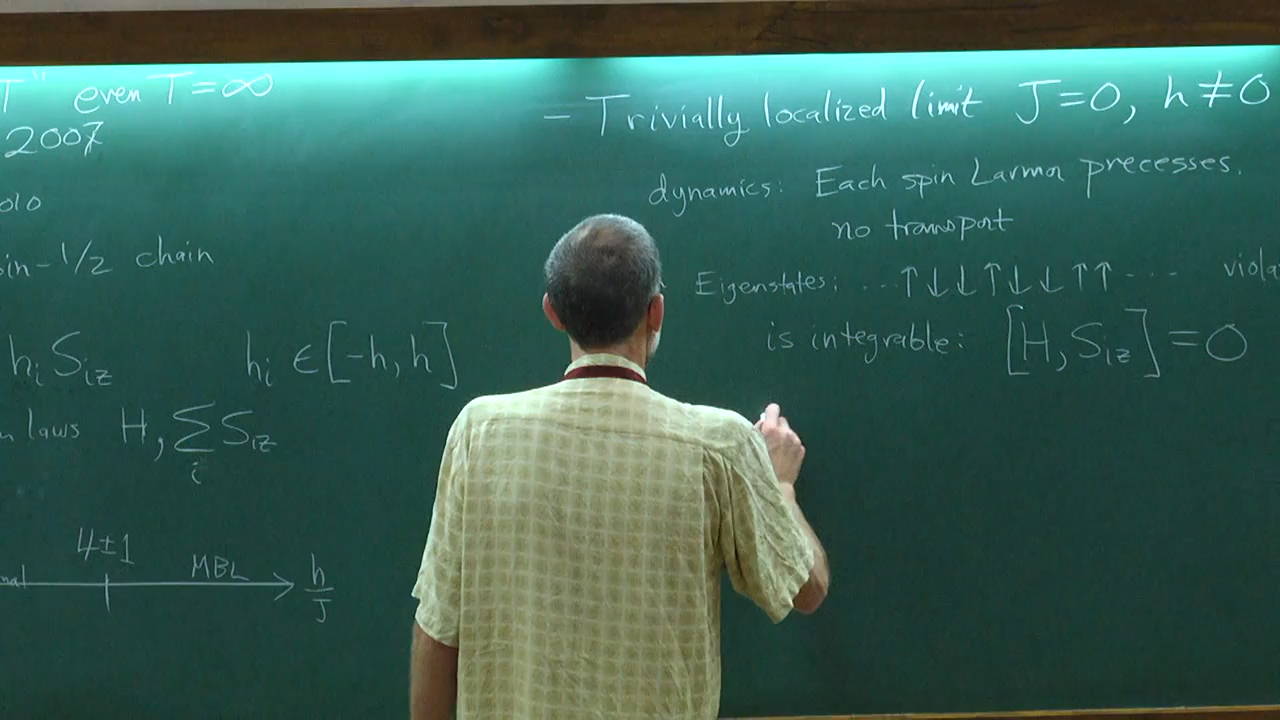 T" even T=∞
2007
olo
in-1/2 chain
hᵢ Sᵢz hᵢ ∈ [-h, h]
laws H, ∑ᵢ Sᵢz
4±1
nal MBL h/J
- Trivially localized limit J=0, h≠0
dynamics: Each spin Larmor precesses.
no transport
Eigenstates: ...↑↓↓↑↓↓↑↑... viola
is integrable: [H, Sᵢz] = 0